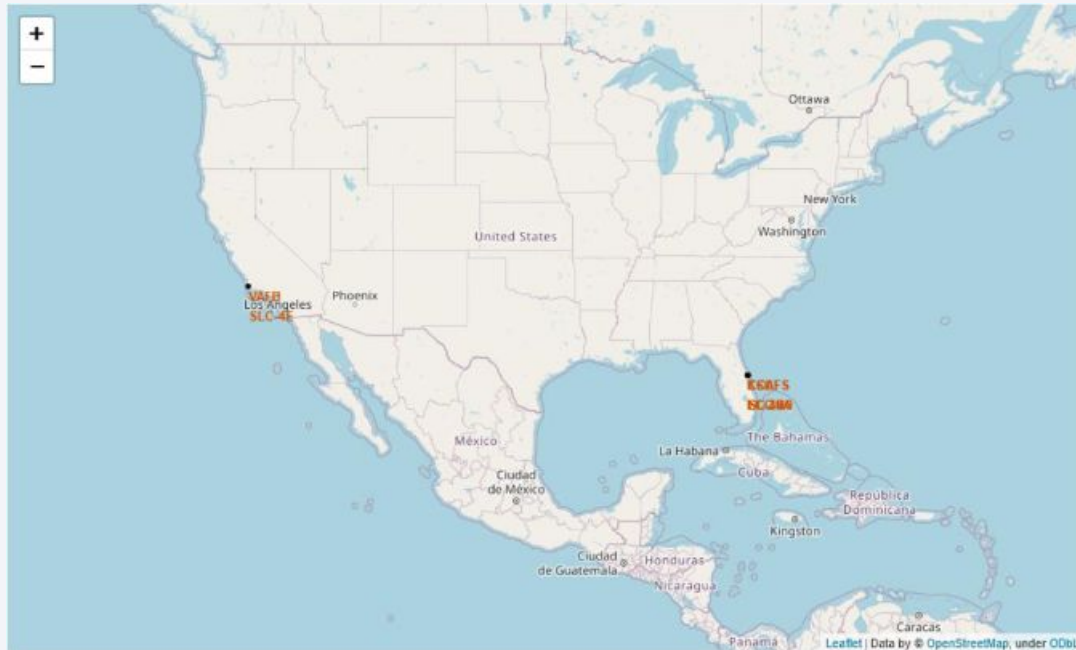 +
−
Ottawa
New York
Washington
United States
VAFB
Los Angeles
Phoenix
SLC-4E
The Bahamas
La Habana
México
Cuba
Ciudad
de México
República
Dominicana
Kingston
Ciudad
de Guatemala
Honduras
Nicaragua
Caracas
Panamá
Leaflet | Data by © OpenStreetMap, under ODbL